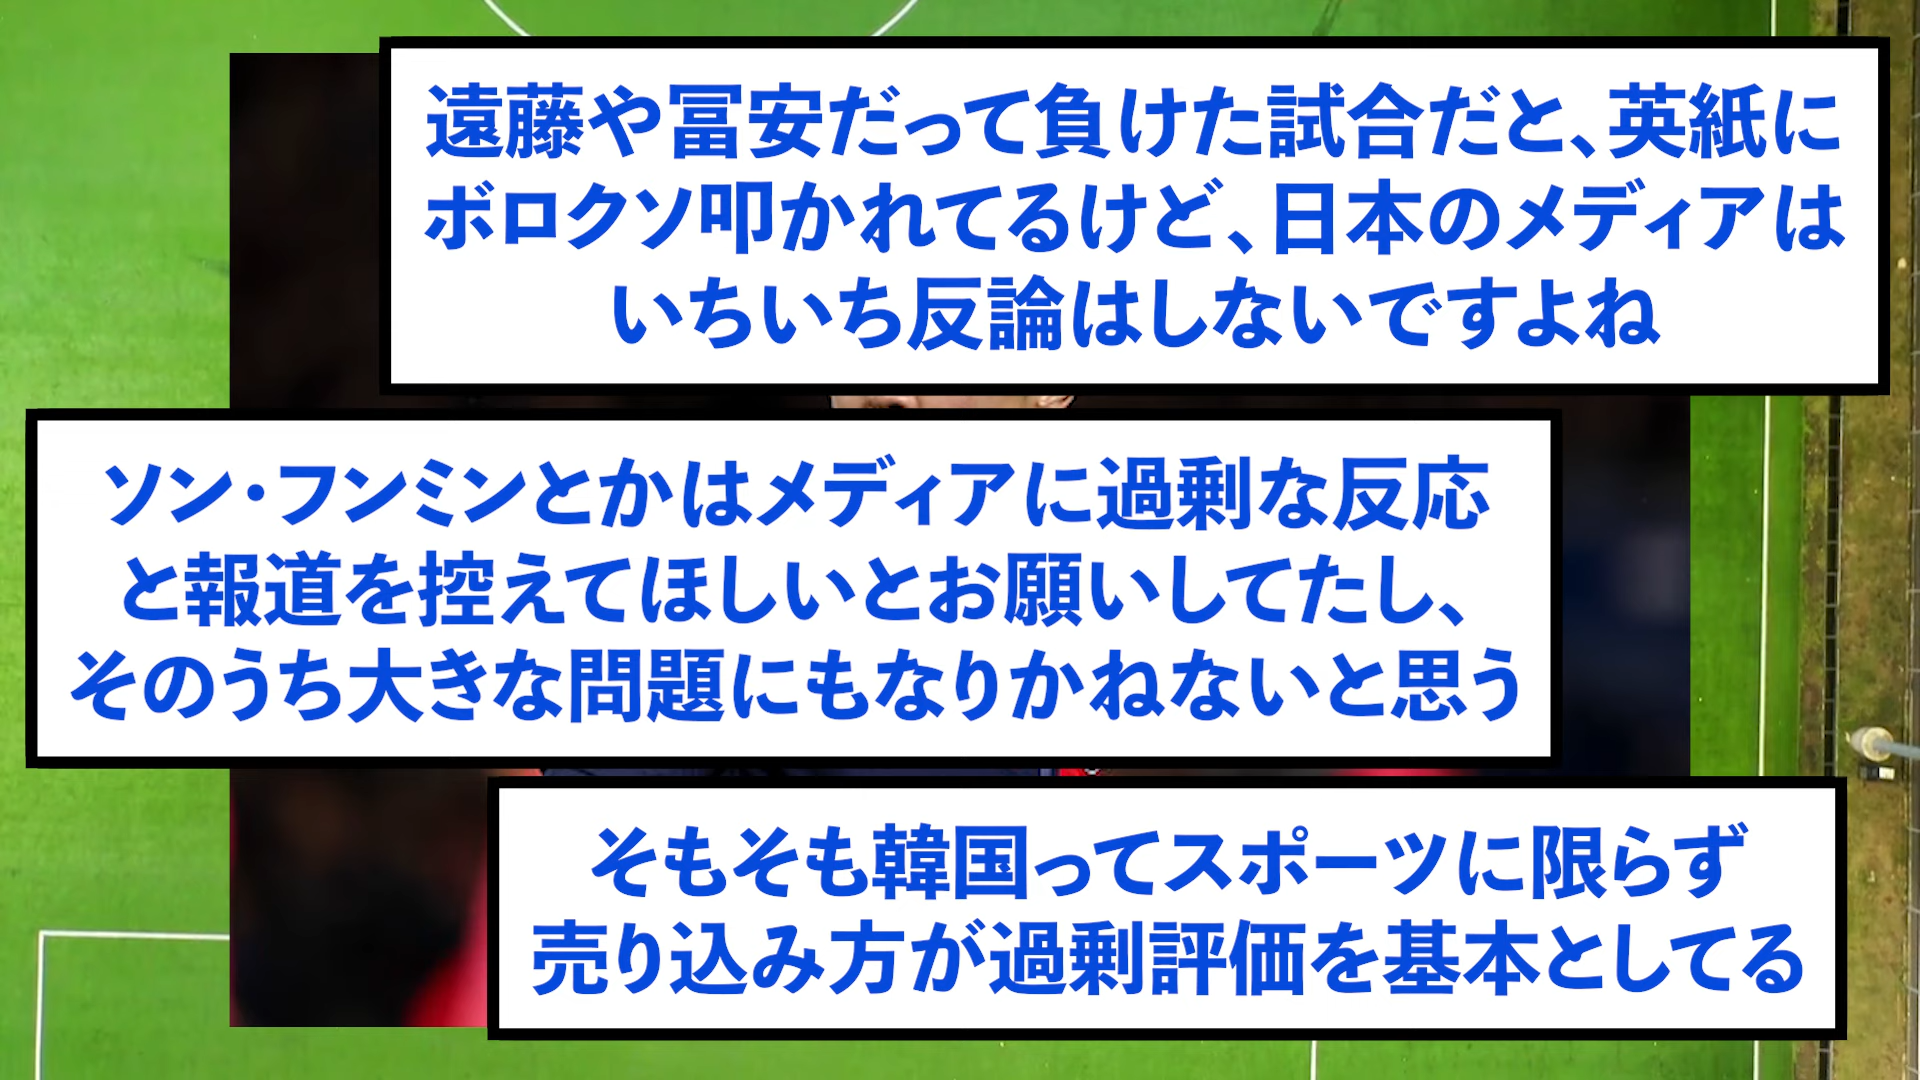 遠藤や冨安だって負けた試合だと、英紙に
ボロクソ叩かれてるけど、日本のメディアは
いちいち反論はしないですよね
ソン・フンミンとかはメディアに過剰な反応
と報道を控えてほしいとお願いしてたし、
そのうち大きな問題にもなりかねないと思う
そもそも韓国ってスポーツに限らず
売り込み方が過剰評価を基本としてる